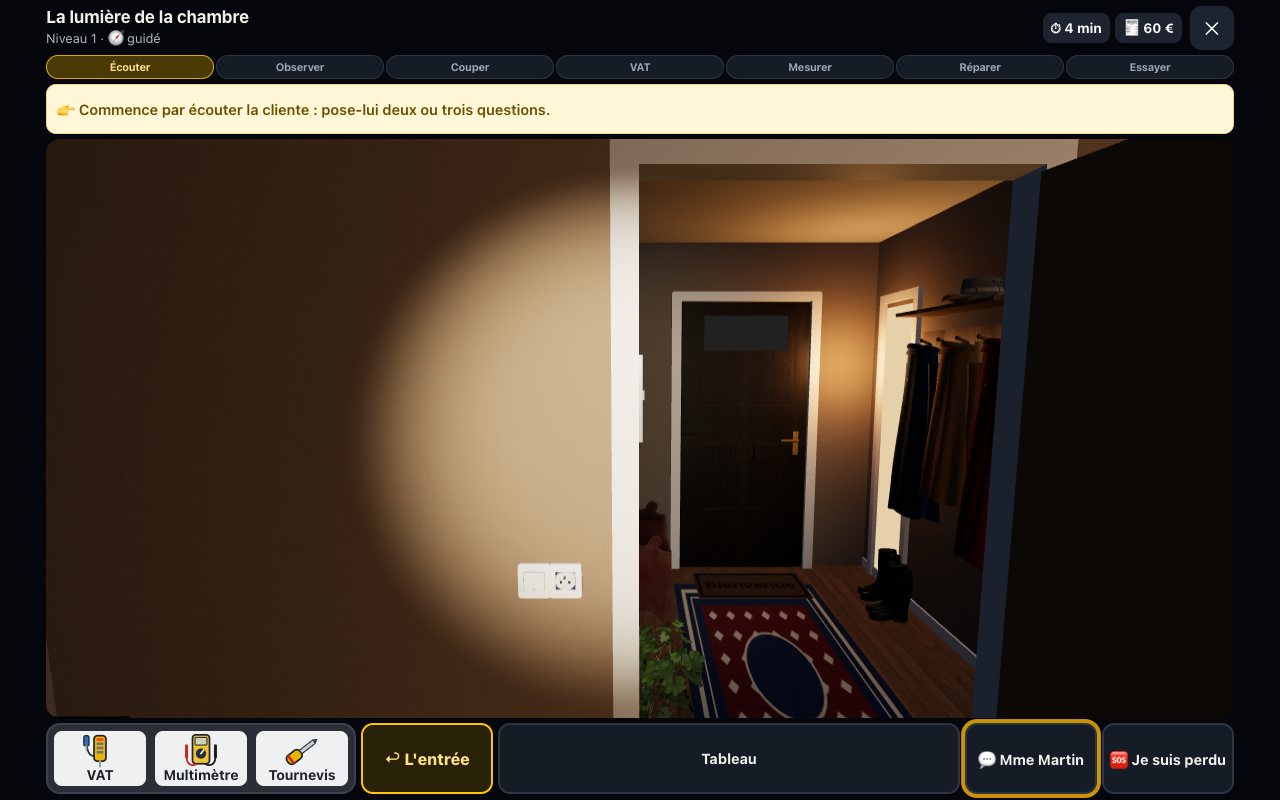 La lumière de la chambre
Niveau 1 · 🧭 guidé
⏱ 4 min
🧾 60 €
✕
Écouter
Observer
Couper
VAT
Mesurer
Réparer
Essayer
👉 Commence par écouter la cliente : pose-lui deux ou trois questions.
Bienvenue
VAT
Multimètre
Tournevis
↩ L'entrée
Tableau
💬 Mme Martin
🆘 Je suis perdu